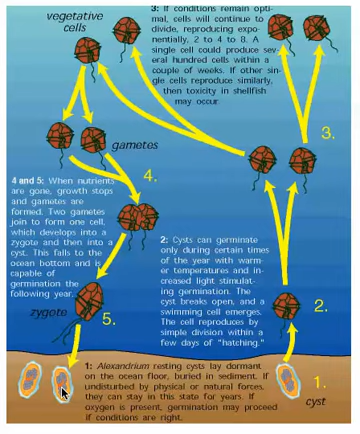 vegetative
cells
3: If conditions remain opti-
mal, cells will continue to
divide, reproducing expo-
nentially, 2 to 4 to 8. A
single cell could produce sev-
eral hundred cells within a
couple of weeks. If other sin-
gle cells reproduce similarly,
then toxicity in shellfish
may occur.
3.
gametes
4.
4 and 5: When nutrients
are gone, growth stops
and gametes are
formed. Two gametes
join to form one cell,
which develops into a
zygote and then into a
cyst. This falls to the
ocean bottom and is
capable of
germination the
following year.
2: Cysts can germinate
only during certain times
of the year with warm-
er temperatures and in-
creased light stimulat-
ing germination. The
cyst breaks open, and a
swimming cell emerges.
The cell reproduces by
simple division within a
few days of "hatching."
2.
zygote
5.
1: Alexandrium resting cysts lay dormant
on the ocean floor, buried in sediment. If
undisturbed by physical or natural forces,
they can stay in this state for years. If
oxygen is present, germination may proceed
if conditions are right.
1.
cyst